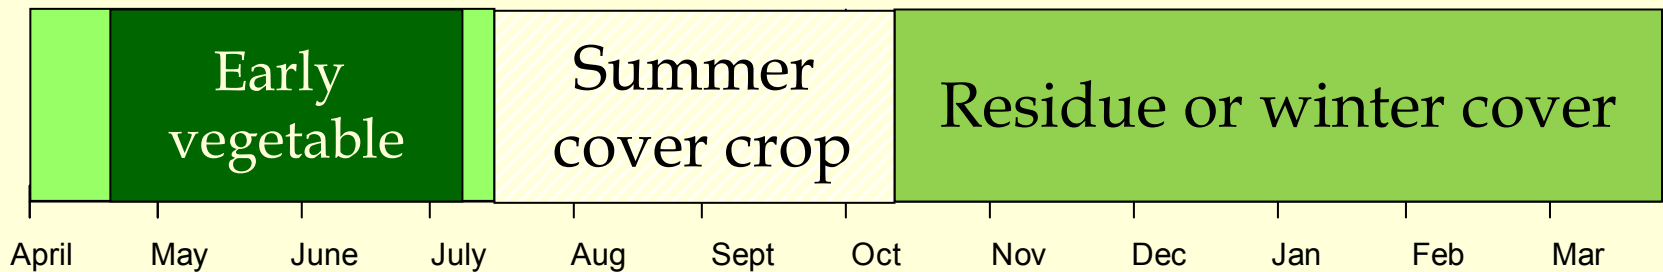 Early
vegetable
Summer
cover crop
Residue or winter cover
April May June July Aug Sept Oct Nov Dec Jan Feb Mar